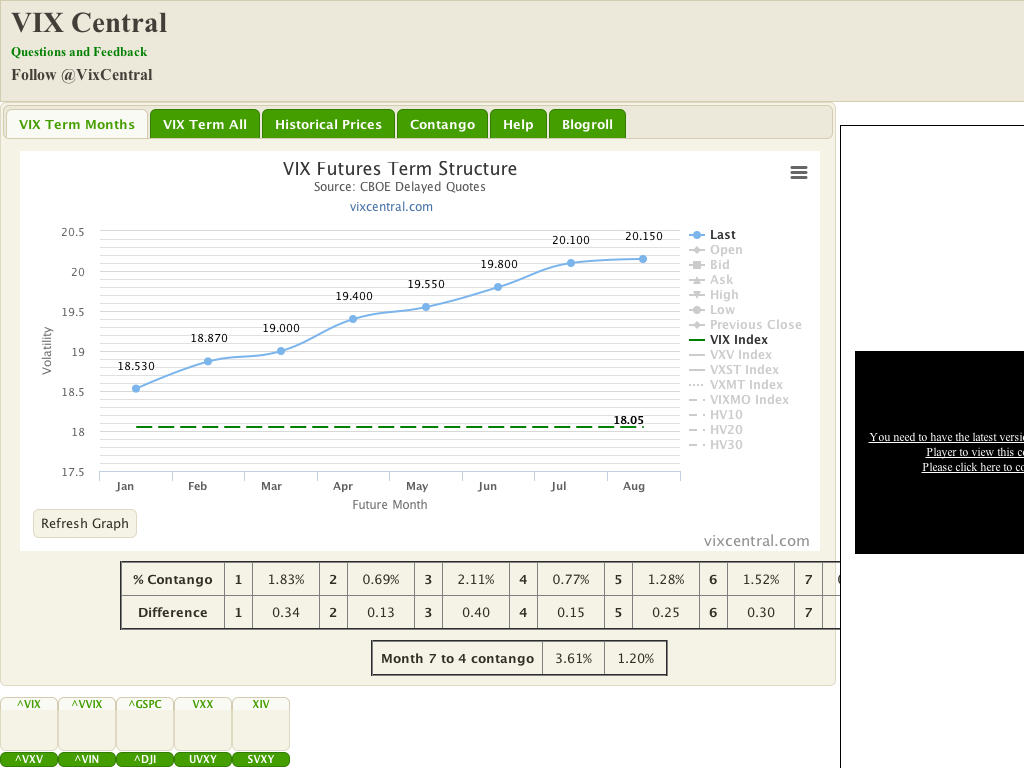 VIX Central
Questions and Feedback
Follow @VixCentral
VIX Term Months VIX Term All Historical Prices Contango Help Blogroll
VIX Futures Term Structure
Source: CBOE Delayed Quotes
vixcentral.com
Volatility
20.5
20
19.5
19
18.5
18
17.5
18.530
18.870
19.000
19.400
19.550
19.800
20.100
20.150
18.05
Jan Feb Mar Apr May Jun Jul Aug
Future Month
Last
Open
Bid
Ask
High
Low
Previous Close
VIX Index
VXV Index
VXST Index
VXMT Index
VIXMO Index
HV10
HV20
HV30
Refresh Graph
vixcentral.com
% Contango 1 1.83% 2 0.69% 3 2.11% 4 0.77% 5 1.28% 6 1.52% 7
Difference 1 0.34 2 0.13 3 0.40 4 0.15 5 0.25 6 0.30 7
Month 7 to 4 contango 3.61% 1.20%
^VIX ^VVIX ^GSPC VXX XIV
^VXV ^VIN ^DJI UVXY SVXY
You need to have the latest
Player to view this
Please click here to